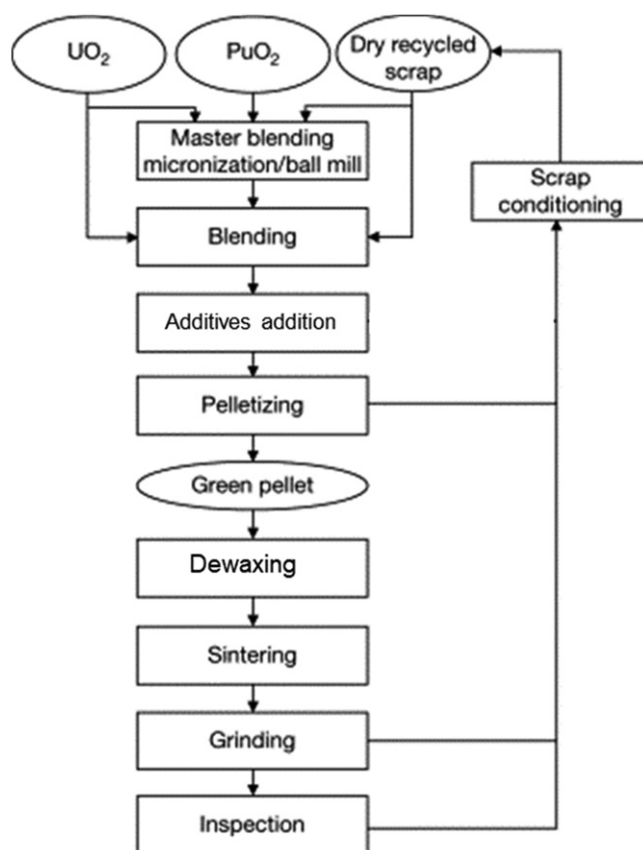 UO₂
PuO₂
Dry recycled
scrap
Master blending
micronization/ball mill
Scrap
conditioning
Blending
Additives addition
Pelletizing
Green pellet
Dewaxing
Sintering
Grinding
Inspection